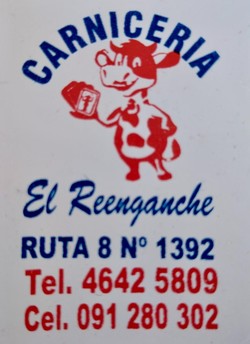 CARNICERIA
El Reenganche
RUTA 8 Nº 1392
Tel. 4642 5809
Cel. 091 280 302